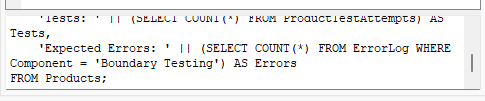 'Tests: ' || (SELECT COUNT(*) FROM ProductTestAttempts) AS
Tests,
'Expected Errors: ' || (SELECT COUNT(*) FROM ErrorLog WHERE
Component = 'Boundary Testing') AS Errors
FROM Products;